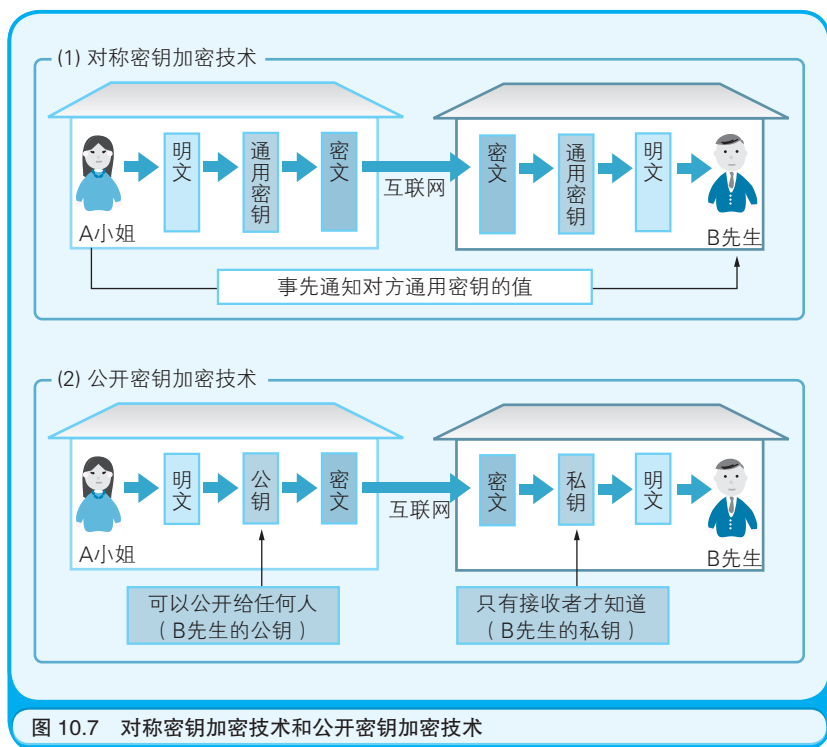 (1) 对称密钥加密技术
明文
通用密钥
密文
互联网
密文
通用密钥
明文
A小姐
B先生
事先通知对方通用密钥的值
(2) 公开密钥加密技术
明文
公钥
密文
互联网
密文
私钥
明文
A小姐
B先生
可以公开给任何人
（B先生的公钥）
只有接收者才知道
（B先生的私钥）
图 10.7 对称密钥加密技术和公开密钥加密技术